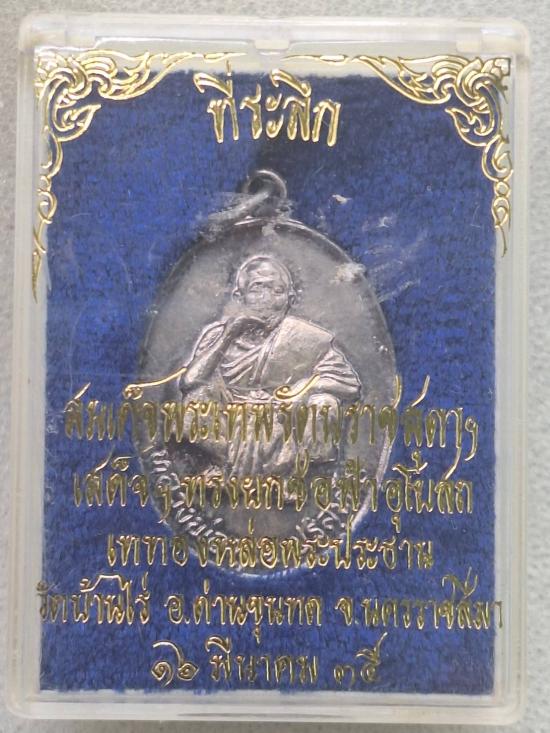 ที่ระลึก
สมเด็จพระเทพรัตนราชสุดาฯ
เสด็จฯ ทรงยกช่อฟ้าอุโบสถ
เททองหล่อพระประธาน
วัดบ้านไร่ อ.ด่านขุนทด จ.นครราชสีมา
๑๒ มีนาคม ๓๕